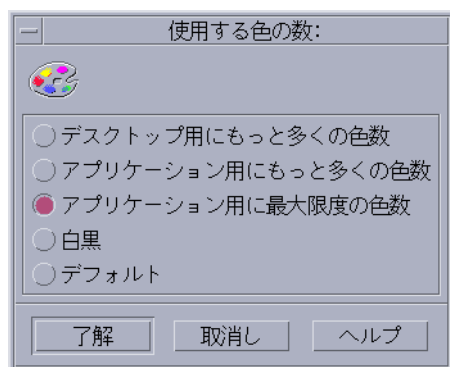 使用する色の数:
デスクトップ用にもっと多くの色数
アプリケーション用にもっと多くの色数
アプリケーション用に最大限度の色数
白黒
デフォルト
了解 取消し ヘルプ